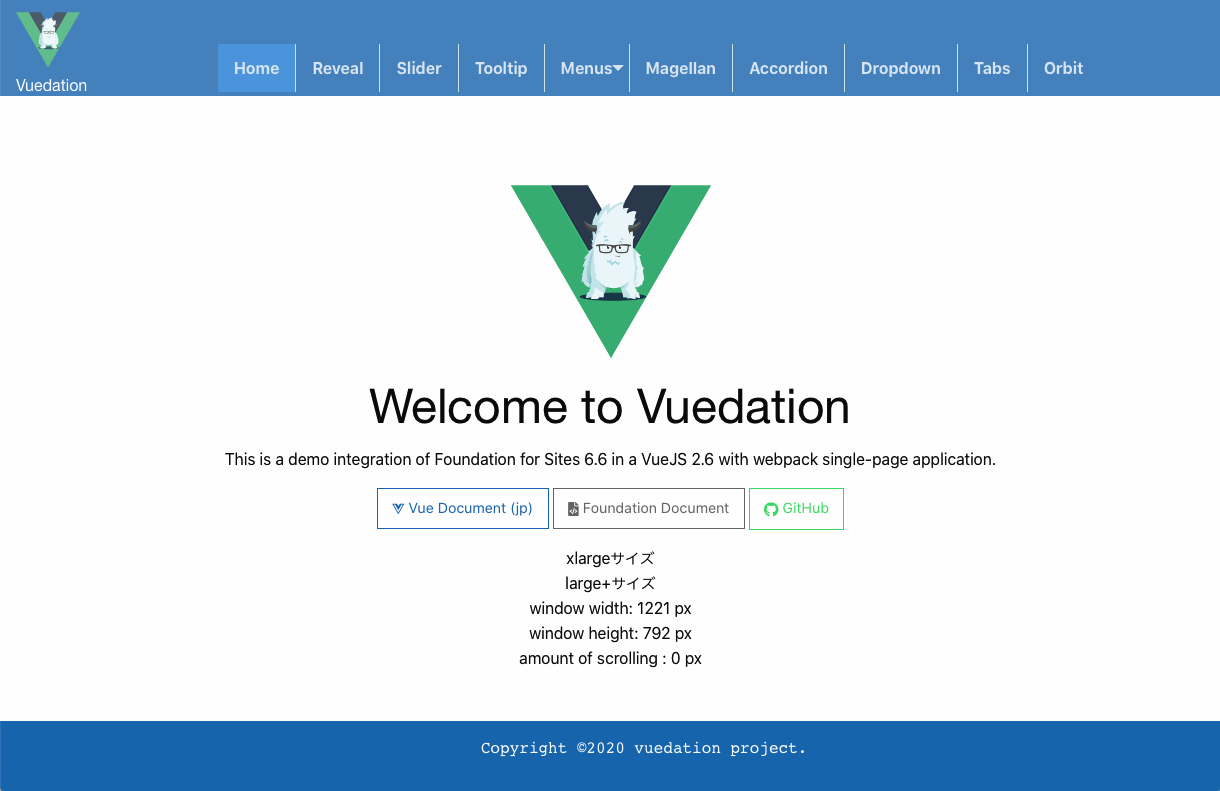 Vuedation
Home Reveal Slider Tooltip Menus Magellan Accordion Dropdown Tabs Orbit
Welcome to Vuedation
This is a demo integration of Foundation for Sites 6.6 in a VueJS 2.6 with webpack single-page application.
Vue Document (jp) Foundation Document GitHub
xlargeサイズ
large+サイズ
window width: 1221 px
window height: 792 px
amount of scrolling : 0 px
Copyright ©2020 vuedation project.